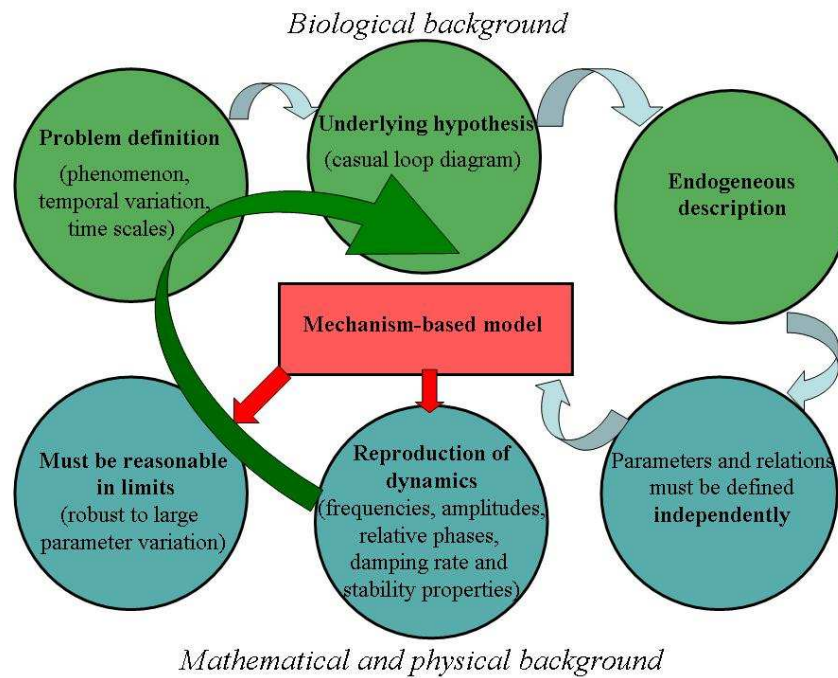 Biological background
Problem definition
(phenomenon,
temporal variation,
time scales)
Underlying hypothesis
(casual loop diagram)
Endogeneous
description
Mechanism-based model
Must be reasonable
in limits
(robust to large
parameter variation)
Reproduction of
dynamics
(frequencies, amplitudes,
relative phases,
damping rate and
stability properties)
Parameters and relations
must be defined
independently
Mathematical and physical background